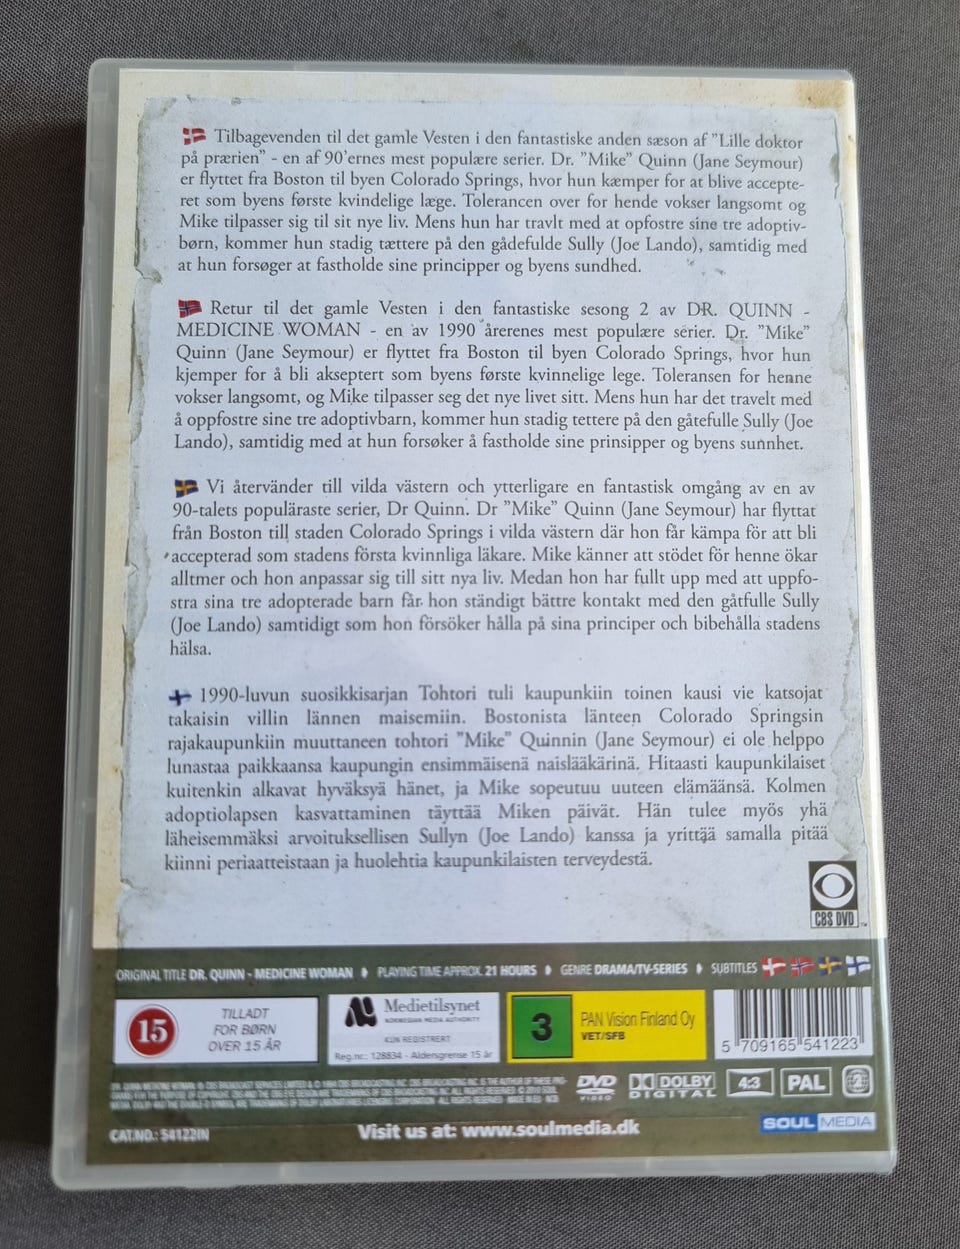 Tilbagevenden til det gamle Vesten i den fantastiske anden sæson af ”Lille doktor
på prærien” - en af 90’ernes mest populære serier. Dr. ”Mike” Quinn (Jane Seymour)
er flyttet fra Boston til byen Colorado Springs, hvor hun kæmper for at blive accepte-
ret som byens første kvindelige læge. Tolerancen over for hende vokser langsomt og
Mike tilpasser sig til sit nye liv. Mens hun har travlt med at opfostre sine tre adoptiv-
børn, kommer hun stadig tættere på den gådefulde Sully (Joe Lando), samtidig med
at hun forsøger at fastholde sine principper og byens sundhed.
Retur til det gamle Vesten i den fantastiske sesong 2 av DR. QUINN -
MEDICINE WOMAN - en av 1990 årerenes mest populære serier. Dr. ”Mike”
Quinn (Jane Seymour) er flyttet fra Boston til byen Colorado Springs, hvor hun
kjemper for å bli akseptert som byens første kvinnelige lege. Toleransen for henne
vokser langsomt, og Mike tilpasser seg det nye livet sitt. Mens hun har det travelt med
å oppfostre sine tre adoptivbarn, kommer hun stadig tettere på den gåtefulle Sully (Joe
Lando), samtidig med at hun forsøker å fastholde sine prinsipper og byens sunnhet.
Vi återvänder till vilda västern och ytterligare en fantastisk omgång av en av
90-talets populäraste serier, Dr Quinn. Dr ”Mike” Quinn (Jane Seymour) har flyttat
från Boston till staden Colorado Springs i vilda västern där hon får kämpa för att bli
accepterad som stadens första kvinnliga läkare. Mike känner att stödet för henne ökar
alltmer och hon anpassar sig till sitt nya liv. Medan hon har fullt upp med att uppfo-
stra sina tre adopterade barn får hon ständigt bättre kontakt med den gåtfulle Sully
(Joe Lando) samtidigt som hon försöker hålla på sina principer och bibehålla stadens
hälsa.
1990-luvun suosikkisarjan Tohtori tuli kaupunkiin toinen kausi vie katsojat
takaisin villin lännen maisemiin. Bostonista länteen Colorado Springsin
rajakaupunkiin muuttaneen tohtori ”Mike” Quinnin (Jane Seymour) ei ole helppo
lunastaa paikkaansa kaupungin ensimmäisenä naislääkärinä. Hitaasti kaupunkilaiset
kuitenkin alkavat hyväksyä hänet, ja Mike sopeutuu uuteen elämäänsä. Kolmen
adoptiolapsen kasvattaminen täyttää Miken päivät. Hän tulee myös yhä
läheisemmäksi arvoituksellisen Sullyn (Joe Lando) kanssa ja yrittää samalla pitää
kiinni periaatteistaan ja huolehtia kaupunkilaisten terveydestä.
CBS DVD ™
ORIGINAL TITLE DR. QUINN - MEDICINE WOMAN PLAYING TIME APPROX. 21 HOURS GENRE DRAMA/TV-SERIES SUBTITLES
15
TILLADT
FOR BØRN
OVER 15 ÅR
Medietilsynet
NORWEGIAN MEDIA AUTHORITY
KUN REGISTRERT
Reg.nr.: 128834 - Aldersgrense 15 år
3
PAN Vision Finland Oy
VET/SFB
5 709165 541223
DVD VIDEO
DOLBY DIGITAL
4:3
PAL
2
CAT.NO.: 54122IN
Visit us at: www.soulmedia.dk
SOUL MEDIA